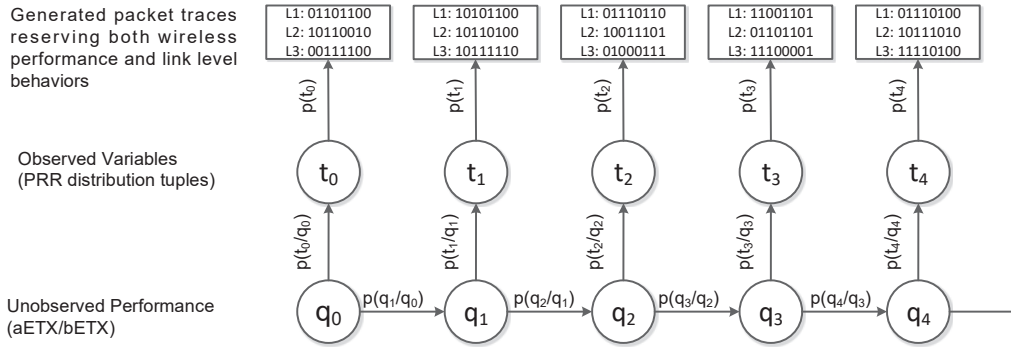 Generated packet traces
reserving both wireless
performance and link level
behaviors
L1: 01101100
L2: 10110010
L3: 00111100
L1: 10101100
L2: 10110100
L3: 10111110
L1: 01110110
L2: 10011101
L3: 01000111
L1: 11001101
L2: 01101101
L3: 11100001
L1: 01110100
L2: 10111010
L3: 11110100
p(t₀)
p(t₁)
p(t₂)
p(t₃)
p(t₄)
Observed Variables
(PRR distribution tuples)
t₀
t₁
t₂
t₃
t₄
p(t₀/q₀)
p(t₁/q₁)
p(t₂/q₂)
p(t₃/q₃)
p(t₄/q₄)
Unobserved Performance
(aETX/bETX)
q₀
p(q₁/q₀)
q₁
p(q₂/q₁)
q₂
p(q₃/q₂)
q₃
p(q₄/q₃)
q₄